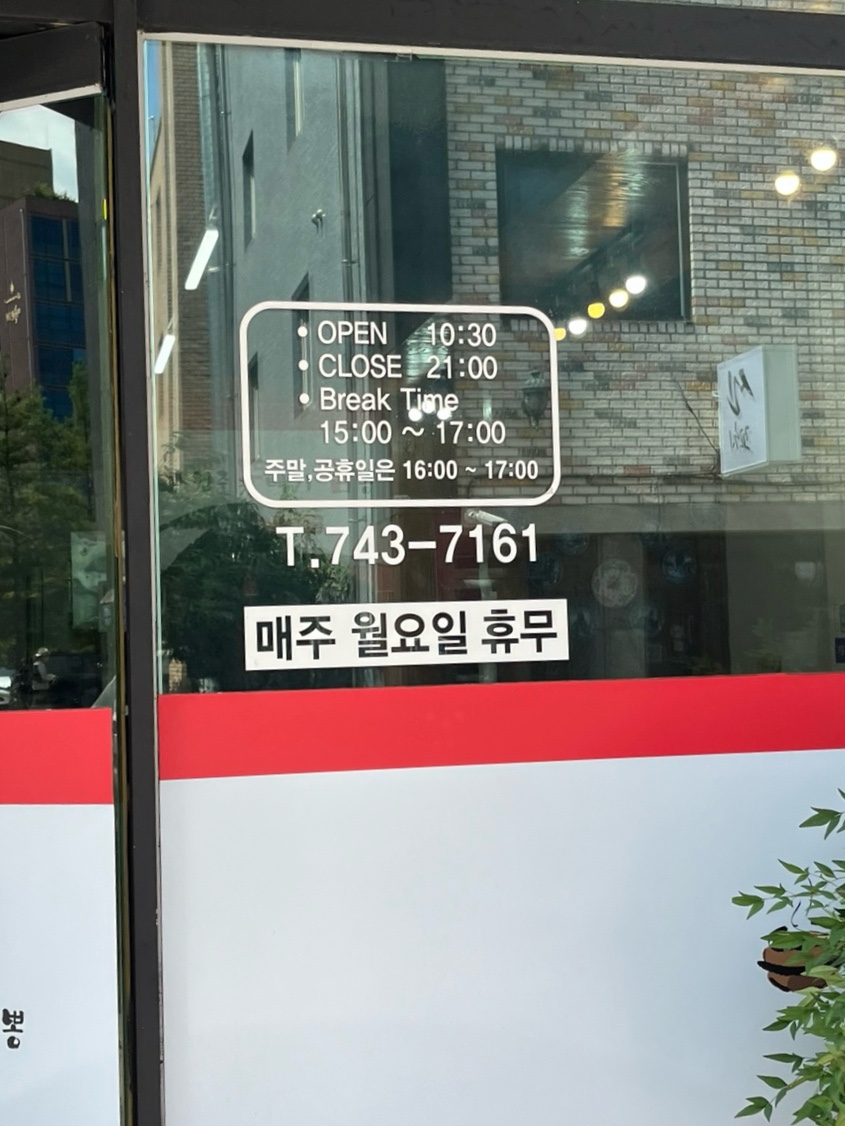 • OPEN 10:30
• CLOSE 21:00
• Break Time
15:00 ~ 17:00
주말,공휴일은 16:00 ~ 17:00
T.743-7161
매주 월요일 휴무
뽕